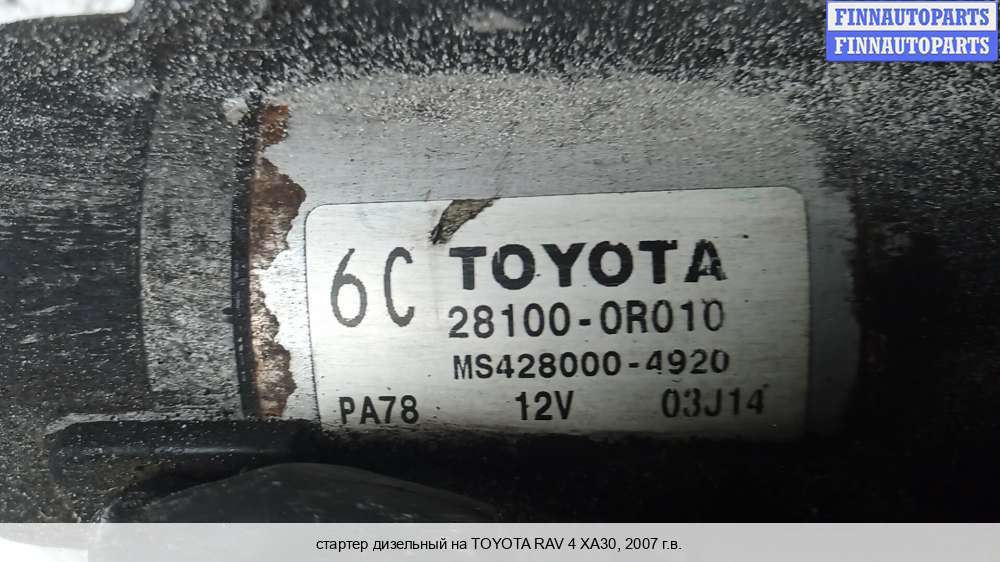 FINNAUTOPARTS
FINNAUTOPARTS
6C TOYOTA
28100-0R010
MS428000-4920
PA78 12V 03J14
стартер дизельный на TOYOTA RAV 4 XA30, 2007 г.в.